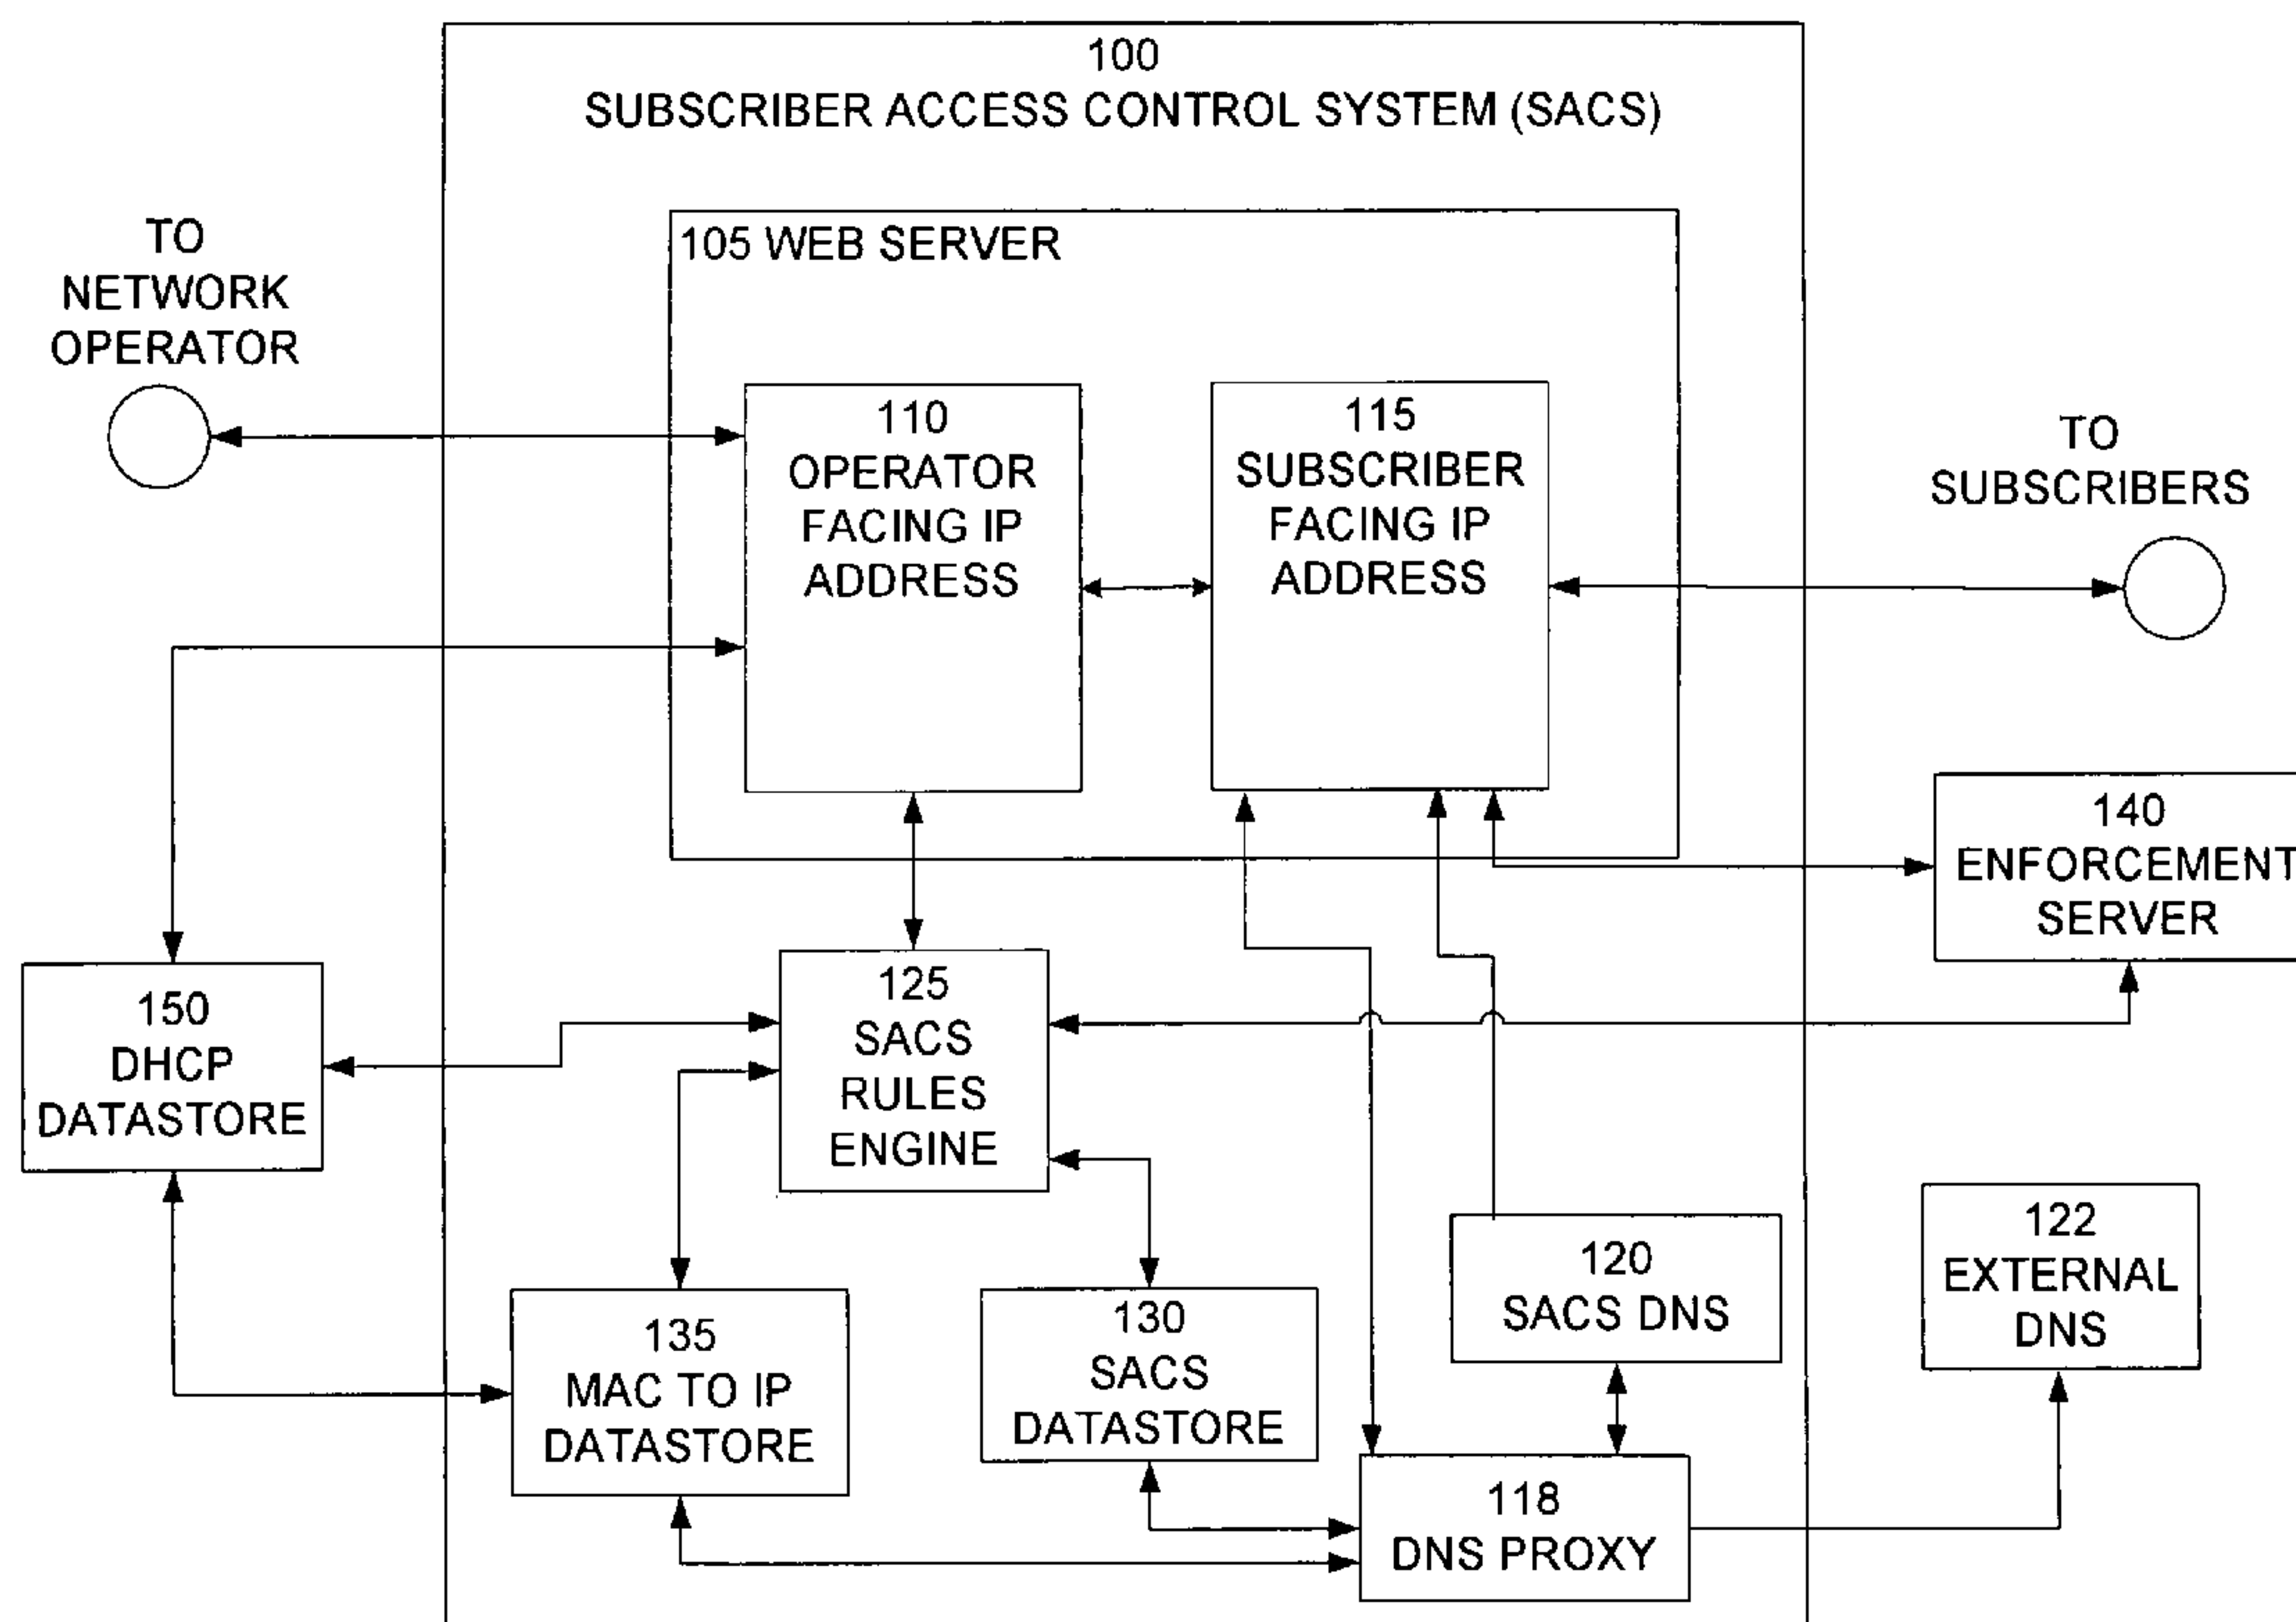 100
SUBSCRIBER ACCESS CONTROL SYSTEM (SACS)
TO
NETWORK
OPERATOR
105 WEB SERVER
110
OPERATOR
FACING IP
ADDRESS
115
SUBSCRIBER
FACING IP
ADDRESS
TO
SUBSCRIBERS
140
ENFORCEMENT
SERVER
150
DHCP
DATASTORE
125
SACS
RULES
ENGINE
135
MAC TO IP
DATASTORE
130
SACS
DATASTORE
120
SACS DNS
122
EXTERNAL
DNS
118
DNS PROXY